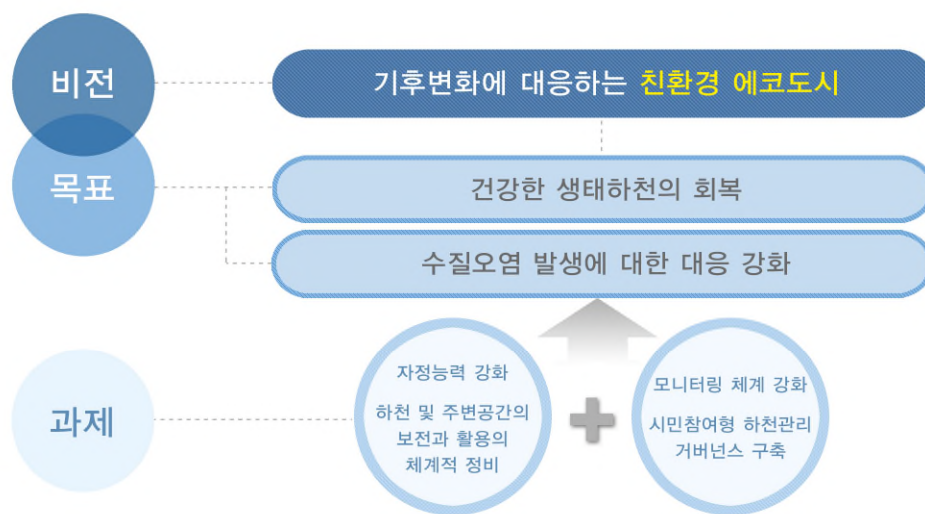 비전
기후변화에 대응하는 친환경 에코도시
목표
건강한 생태하천의 회복
수질오염 발생에 대한 대응 강화
과제
자정능력 강화
하천 및 주변공간의
보전과 활용의
체계적 정비
모니터링 체계 강화
시민참여형 하천관리
거버넌스 구축